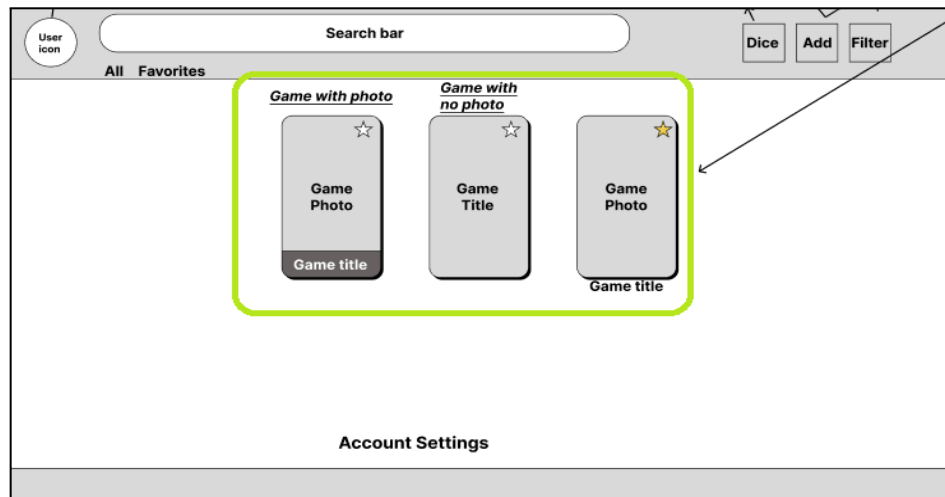 User
icon
Search bar
Dice
Add
Filter
All
Favorites
Game with photo
Game with
no photo
Game
Photo
Game title
Game
Title
Game
Photo
Game title
Account Settings